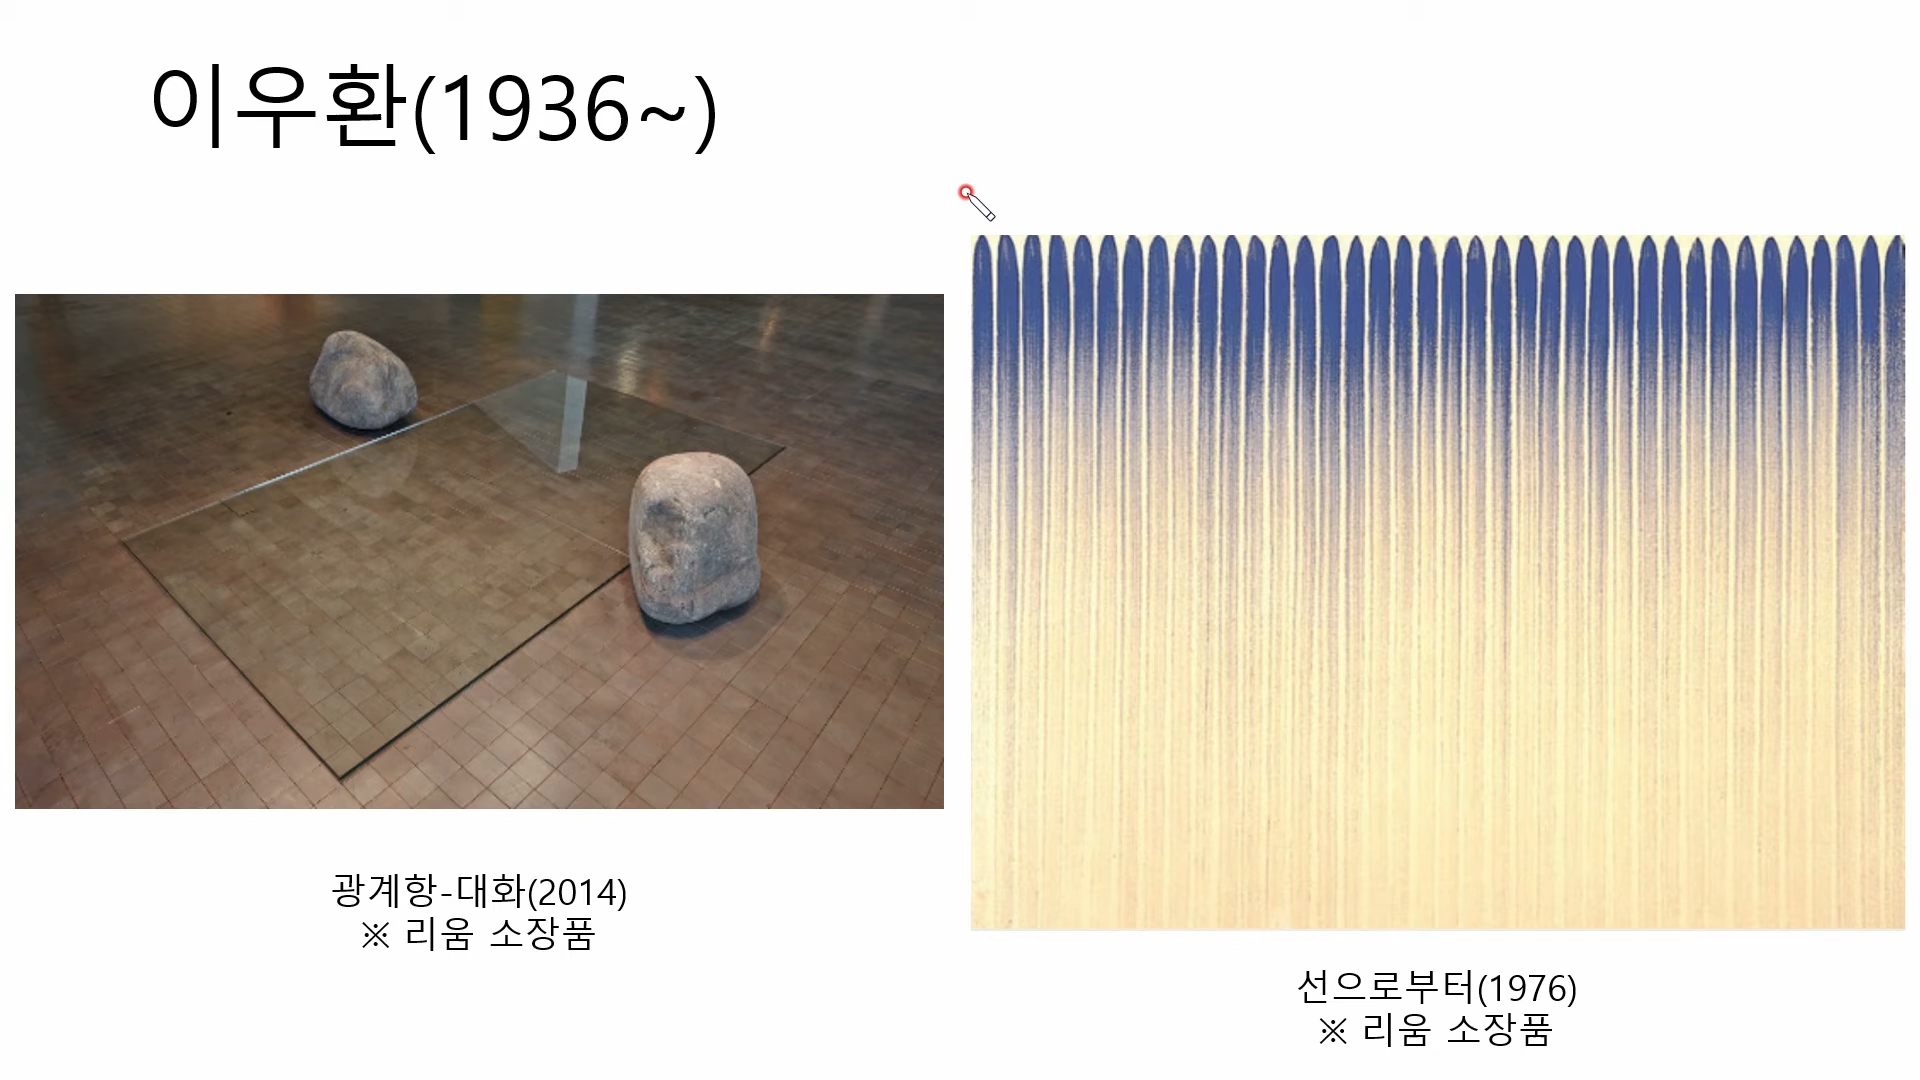 이우환(1936~)
광계항-대화(2014)
※ 리움 소장품
선으로부터(1976)
※ 리움 소장품